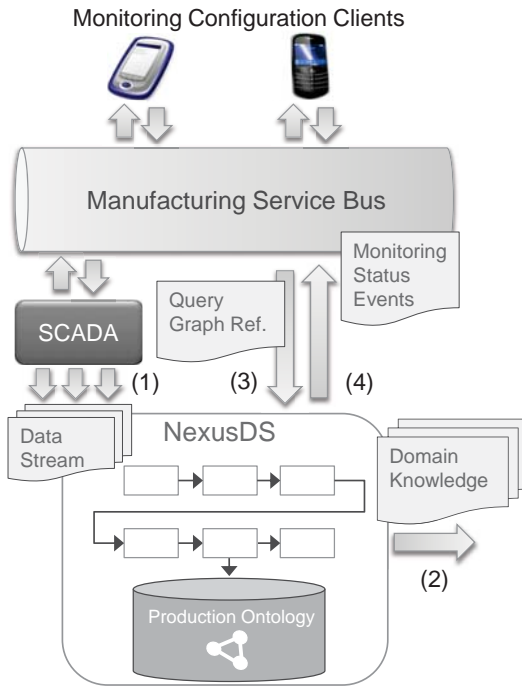 Monitoring Configuration Clients
Manufacturing Service Bus
Monitoring
Status
Events
Query
Graph Ref.
SCADA
(1)
(3)
(4)
Data
Stream
NexusDS
Domain
Knowledge
(2)
Production Ontology